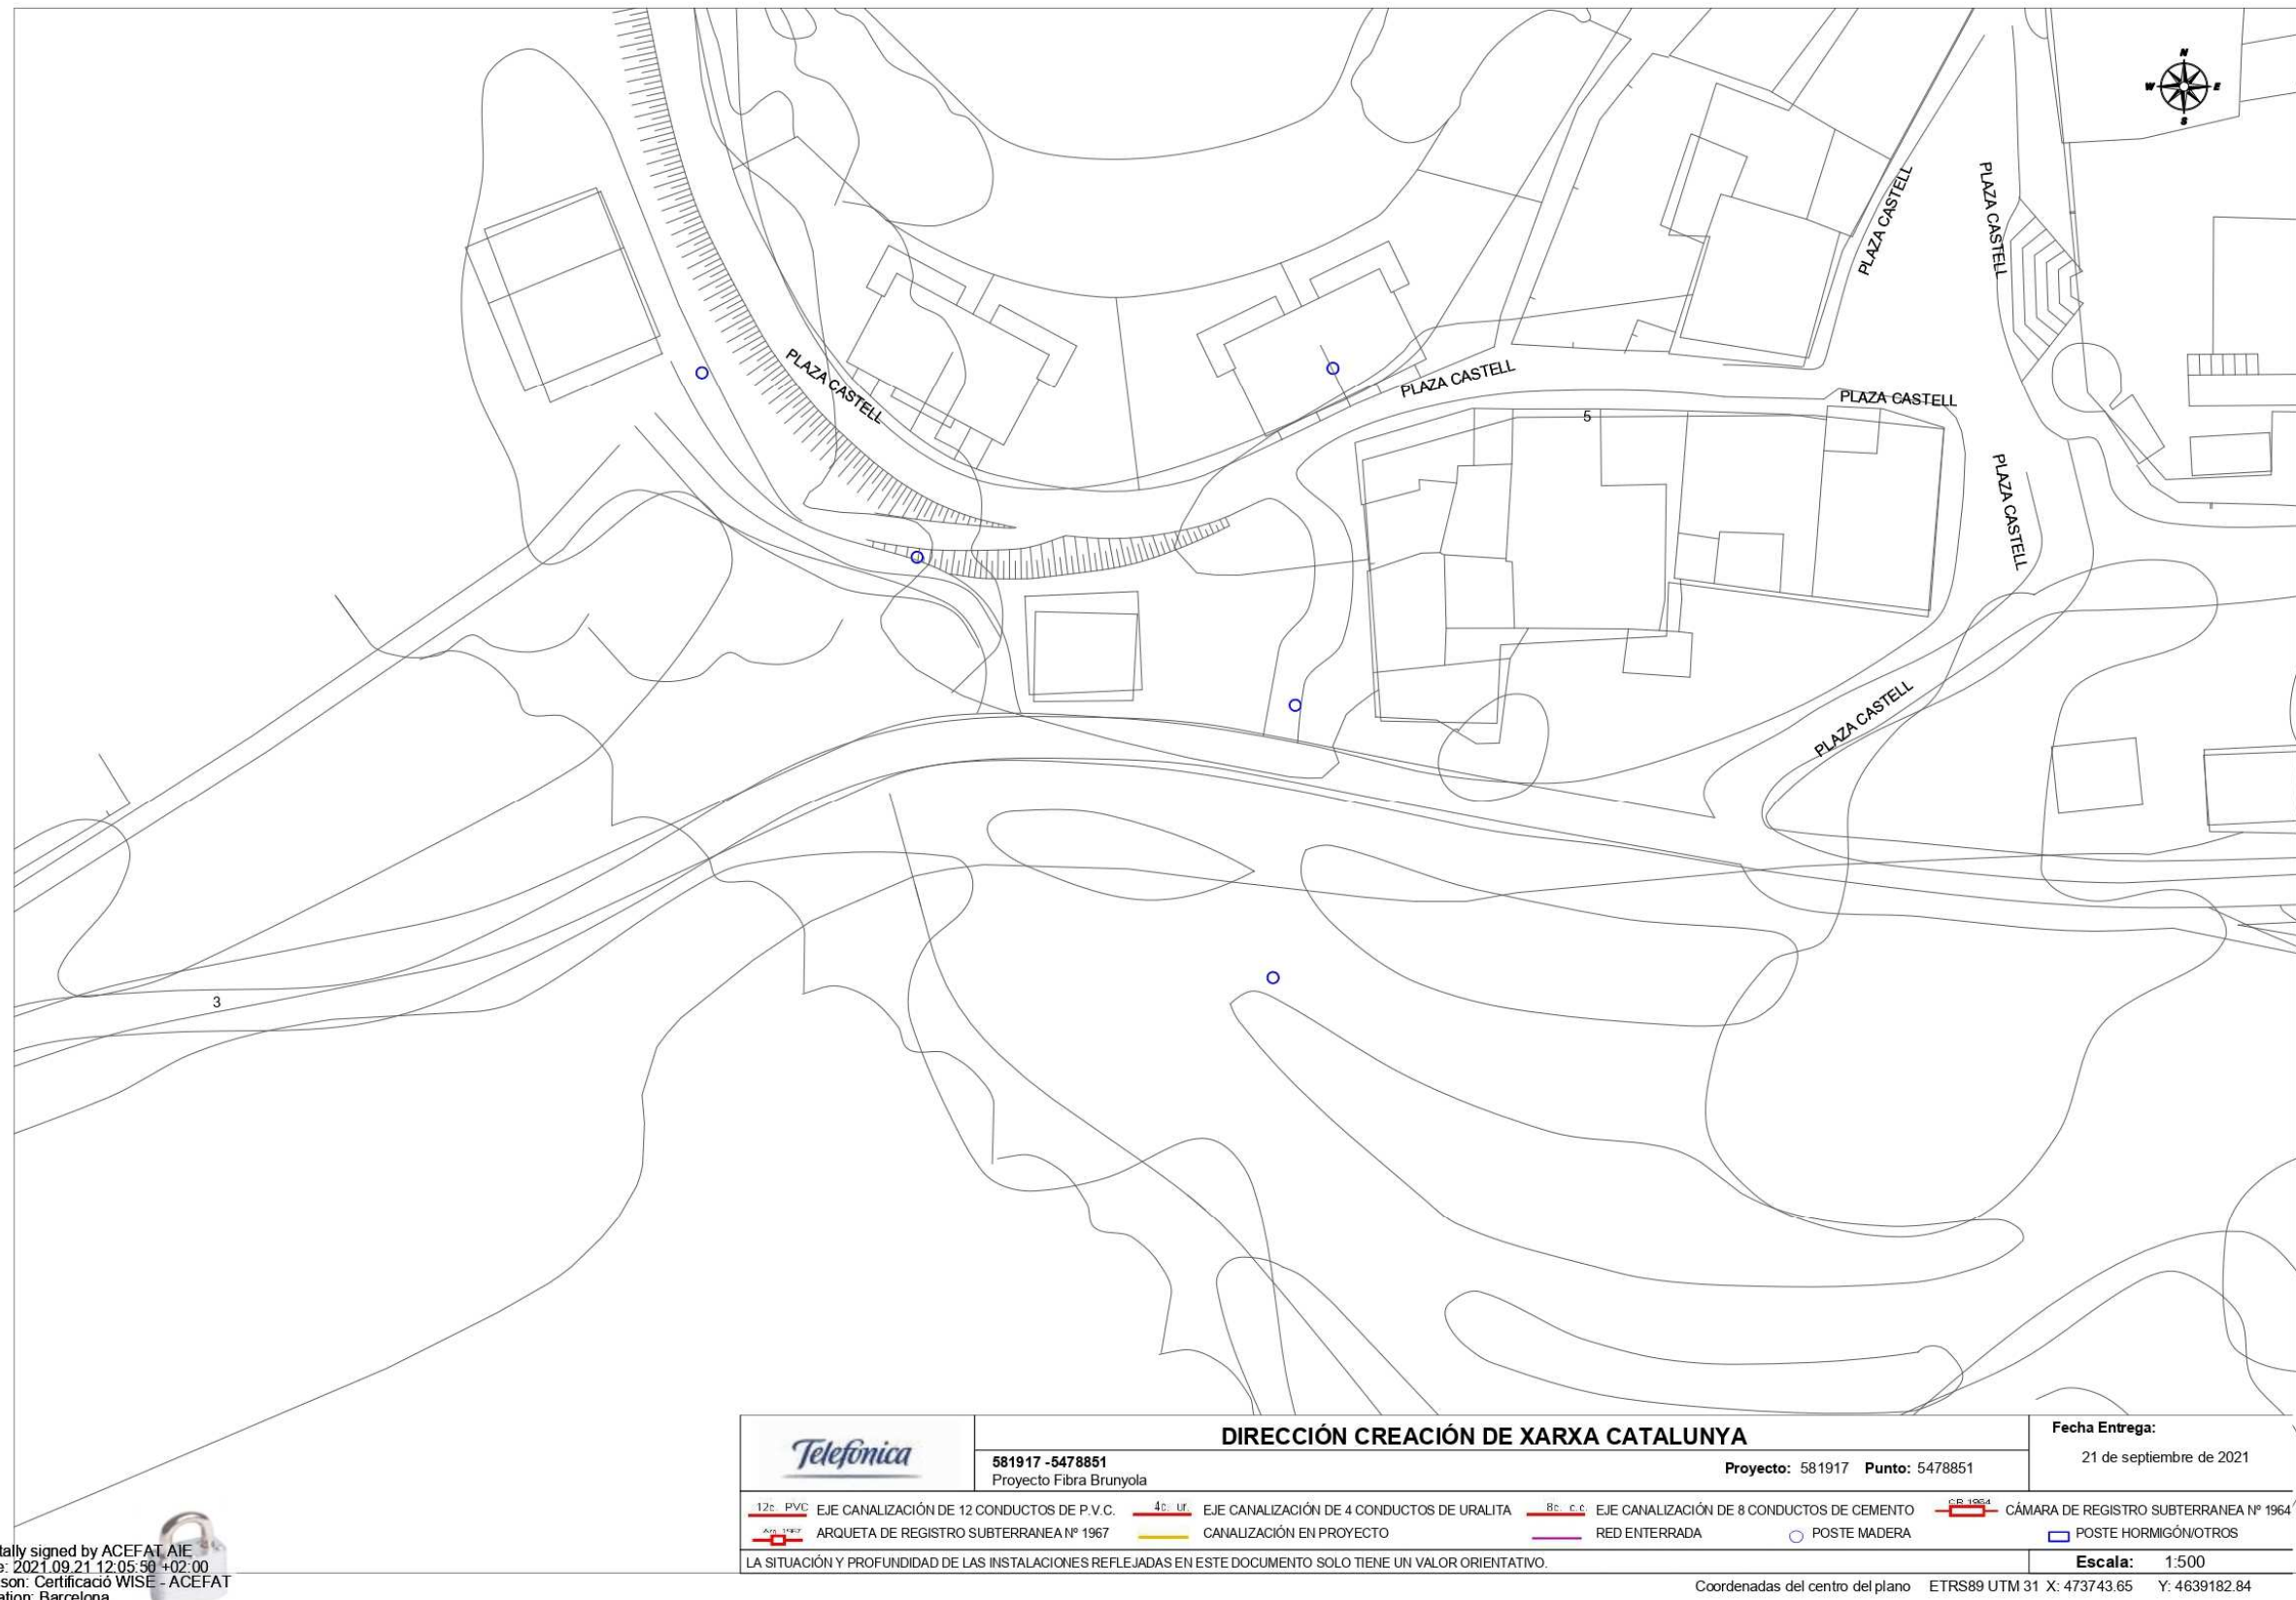 N
W E
S
PLAZA CASTELL
PLAZA CASTELL
PLAZA CASTELL
PLAZA CASTELL
PLAZA CASTELL
5
PLAZA CASTELL
PLAZA CASTELL
3
Telefónica
DIRECCIÓN CREACIÓN DE XARXA CATALUNYA
581917 -5478851
Proyecto Fibra Brunyola
Proyecto: 581917 Punto: 5478851
Fecha Entrega:
21 de septiembre de 2021
12c. PVC EJE CANALIZACIÓN DE 12 CONDUCTOS DE P.V.C. 4c. ur. EJE CANALIZACIÓN DE 4 CONDUCTOS DE URALITA 8c. c.c. EJE CANALIZACIÓN DE 8 CONDUCTOS DE CEMENTO C.R.1964 CÁMARA DE REGISTRO SUBTERRANEA Nº 1964
Arq. 1967 ARQUETA DE REGISTRO SUBTERRANEA Nº 1967 CANALIZACIÓN EN PROYECTO RED ENTERRADA POSTE MADERA POSTE HORMIGÓN/OTROS
LA SITUACIÓN Y PROFUNDIDAD DE LAS INSTALACIONES REFLEJADAS EN ESTE DOCUMENTO SOLO TIENE UN VALOR ORIENTATIVO.
Escala: 1:500
Coordenadas del centro del plano ETRS89 UTM 31 X: 473743.65 Y: 4639182.84
tally signed by ACEFAT AIE
e: 2021.09.21 12:05:50 +02:00
son: Certificació WISE - ACEFAT
ation: Barcelona